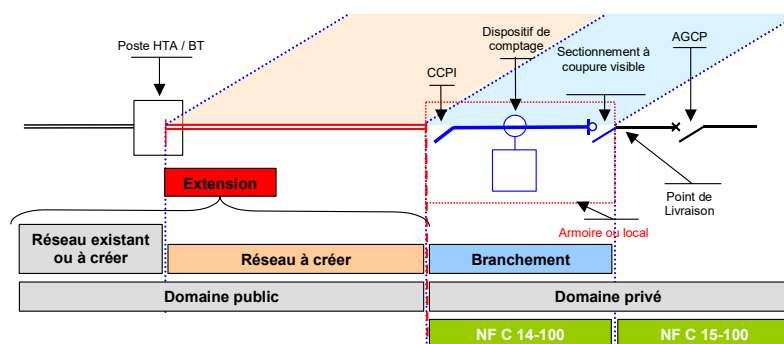 Poste HTA / BT
Dispositif de
comptage
Sectionnement à
coupure visible
AGCP
CCPI
Extension
Point de
Livraison
Armoire ou local
Réseau existant
ou à créer
Réseau à créer
Branchement
Domaine public
Domaine privé
NF C 14-100
NF C 15-100